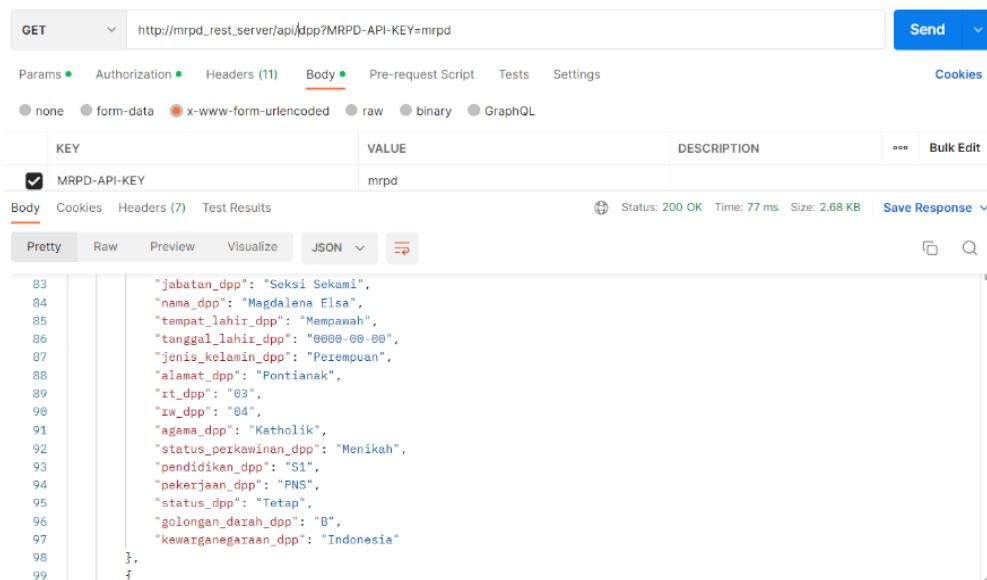 GET http://mrpd_rest_server/api/dpp?MRPD-API-KEY=mrpd Send
Params Authorization Headers (11) Body Pre-request Script Tests Settings Cookies
none form-data x-www-form-urlencoded raw binary GraphQL
KEY VALUE DESCRIPTION ooo Bulk Edit
MRPD-API-KEY mrpd
Body Cookies Headers (7) Test Results Status: 200 OK Time: 77 ms Size: 2.68 KB Save Response
Pretty Raw Preview Visualize JSON
83 "jabatan_dpp": "Seksi Sekami",
84 "nama_dpp": "Magdalena Elsa",
85 "tempat_lahir_dpp": "Mempawah",
86 "tanggal_lahir_dpp": "0000-00-00",
87 "jenis_kelamin_dpp": "Perempuan",
88 "alamat_dpp": "Pontianak",
89 "rt_dpp": "03",
90 "rw_dpp": "04",
91 "agama_dpp": "Katholik",
92 "status_perkawinan_dpp": "Menikah",
93 "pendidikan_dpp": "S1",
94 "pekerjaan_dpp": "PNS",
95 "status_dpp": "Tetap",
96 "golongan_darah_dpp": "B",
97 "kewarganegaraan_dpp": "Indonesia"
98 },
99 {